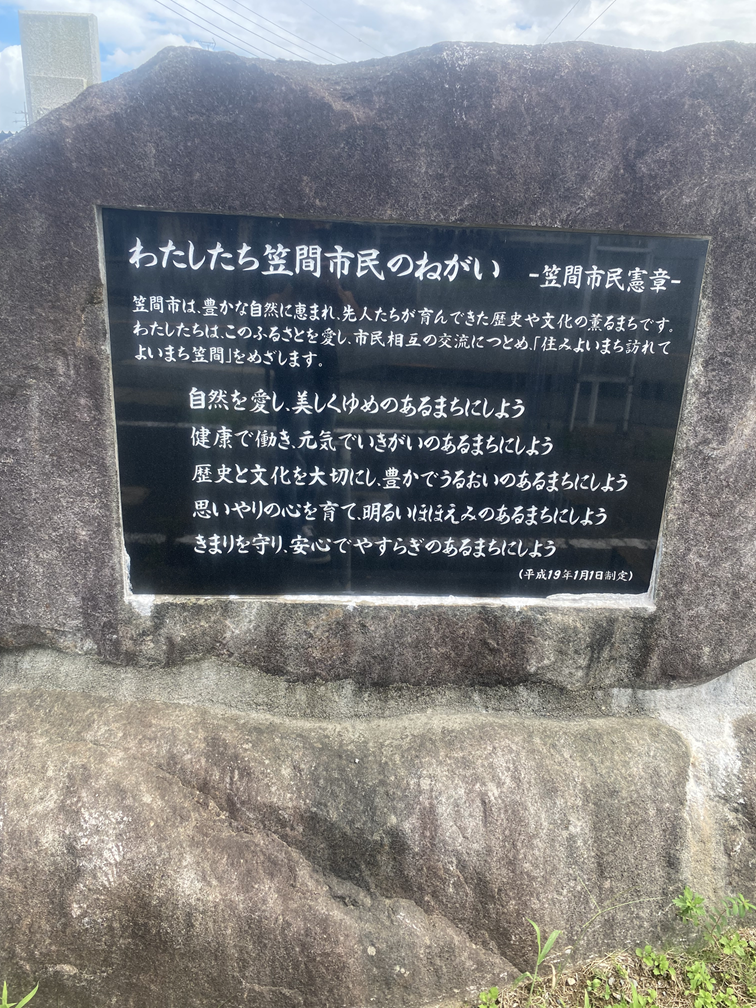 わたしたち笠間市民のねがい -笠間市民憲章-
笠間市は、豊かな自然に恵まれ、先人たちが育んできた歴史や文化の薫るまちです。
わたしたちは、このふるさとを愛し、市民相互の交流につとめ、「住みよいまち訪れて
よいまち笠間」をめざします。
自然を愛し、美しくゆめのあるまちにしよう
健康で働き、元気でいきがいのあるまちにしよう
歴史と文化を大切にし、豊かでうるおいのあるまちにしよう
思いやりの心を育て、明るいほほえみのあるまちにしよう
きまりを守り、安心でやすらぎのあるまちにしよう
(平成19年1月1日制定)